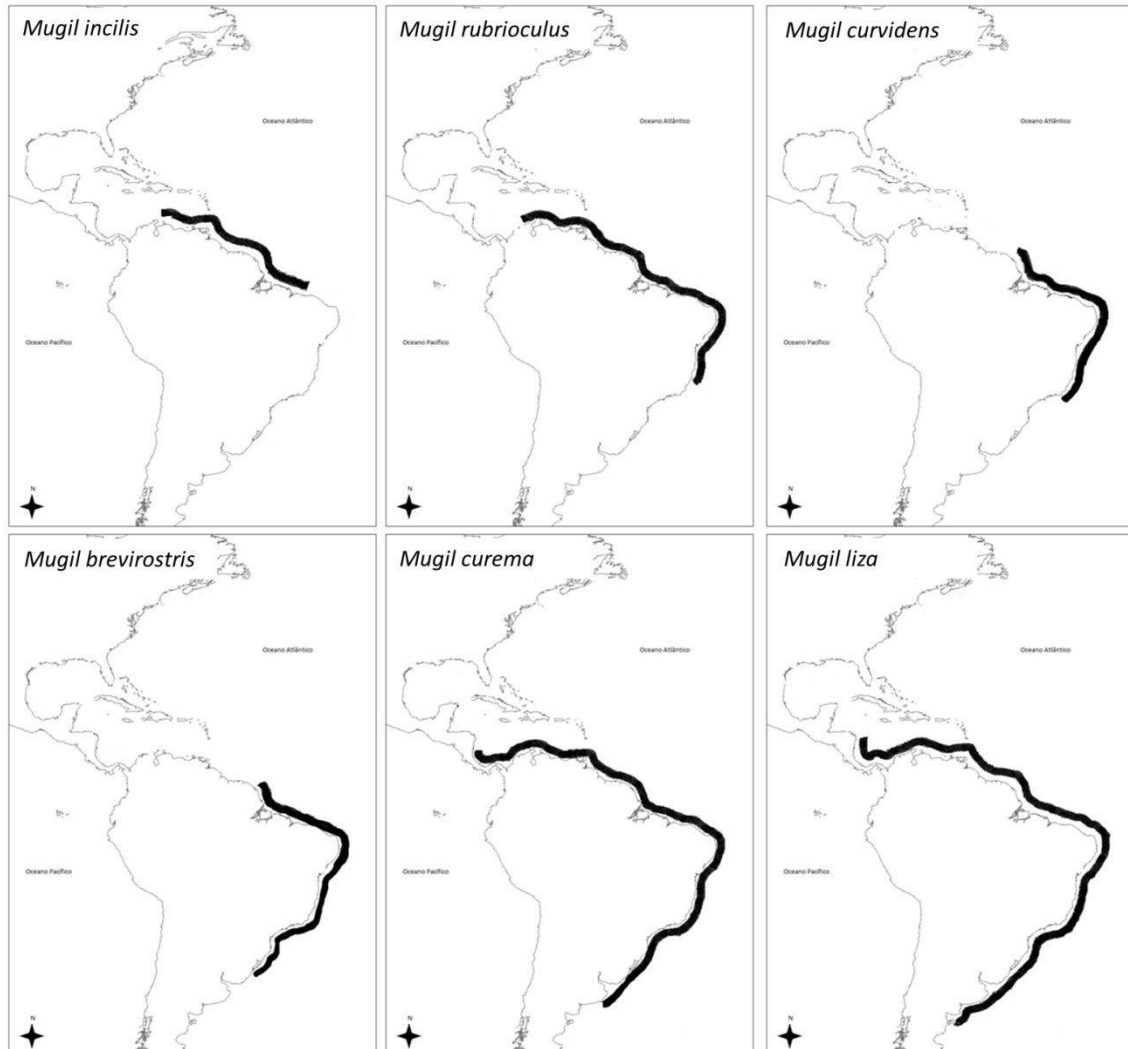 Mugil incilis
Oceano Atlântico
Oceano Pacífico
N
Mugil rubrioculus
Oceano Atlântico
Oceano Pacífico
N
Mugil curvidens
Oceano Atlântico
Oceano Pacífico
N
Mugil brevirostris
Oceano Atlântico
Oceano Pacífico
N
Mugil curema
Oceano Atlântico
Oceano Pacífico
N
Mugil liza
Oceano Atlântico
Oceano Pacífico
N